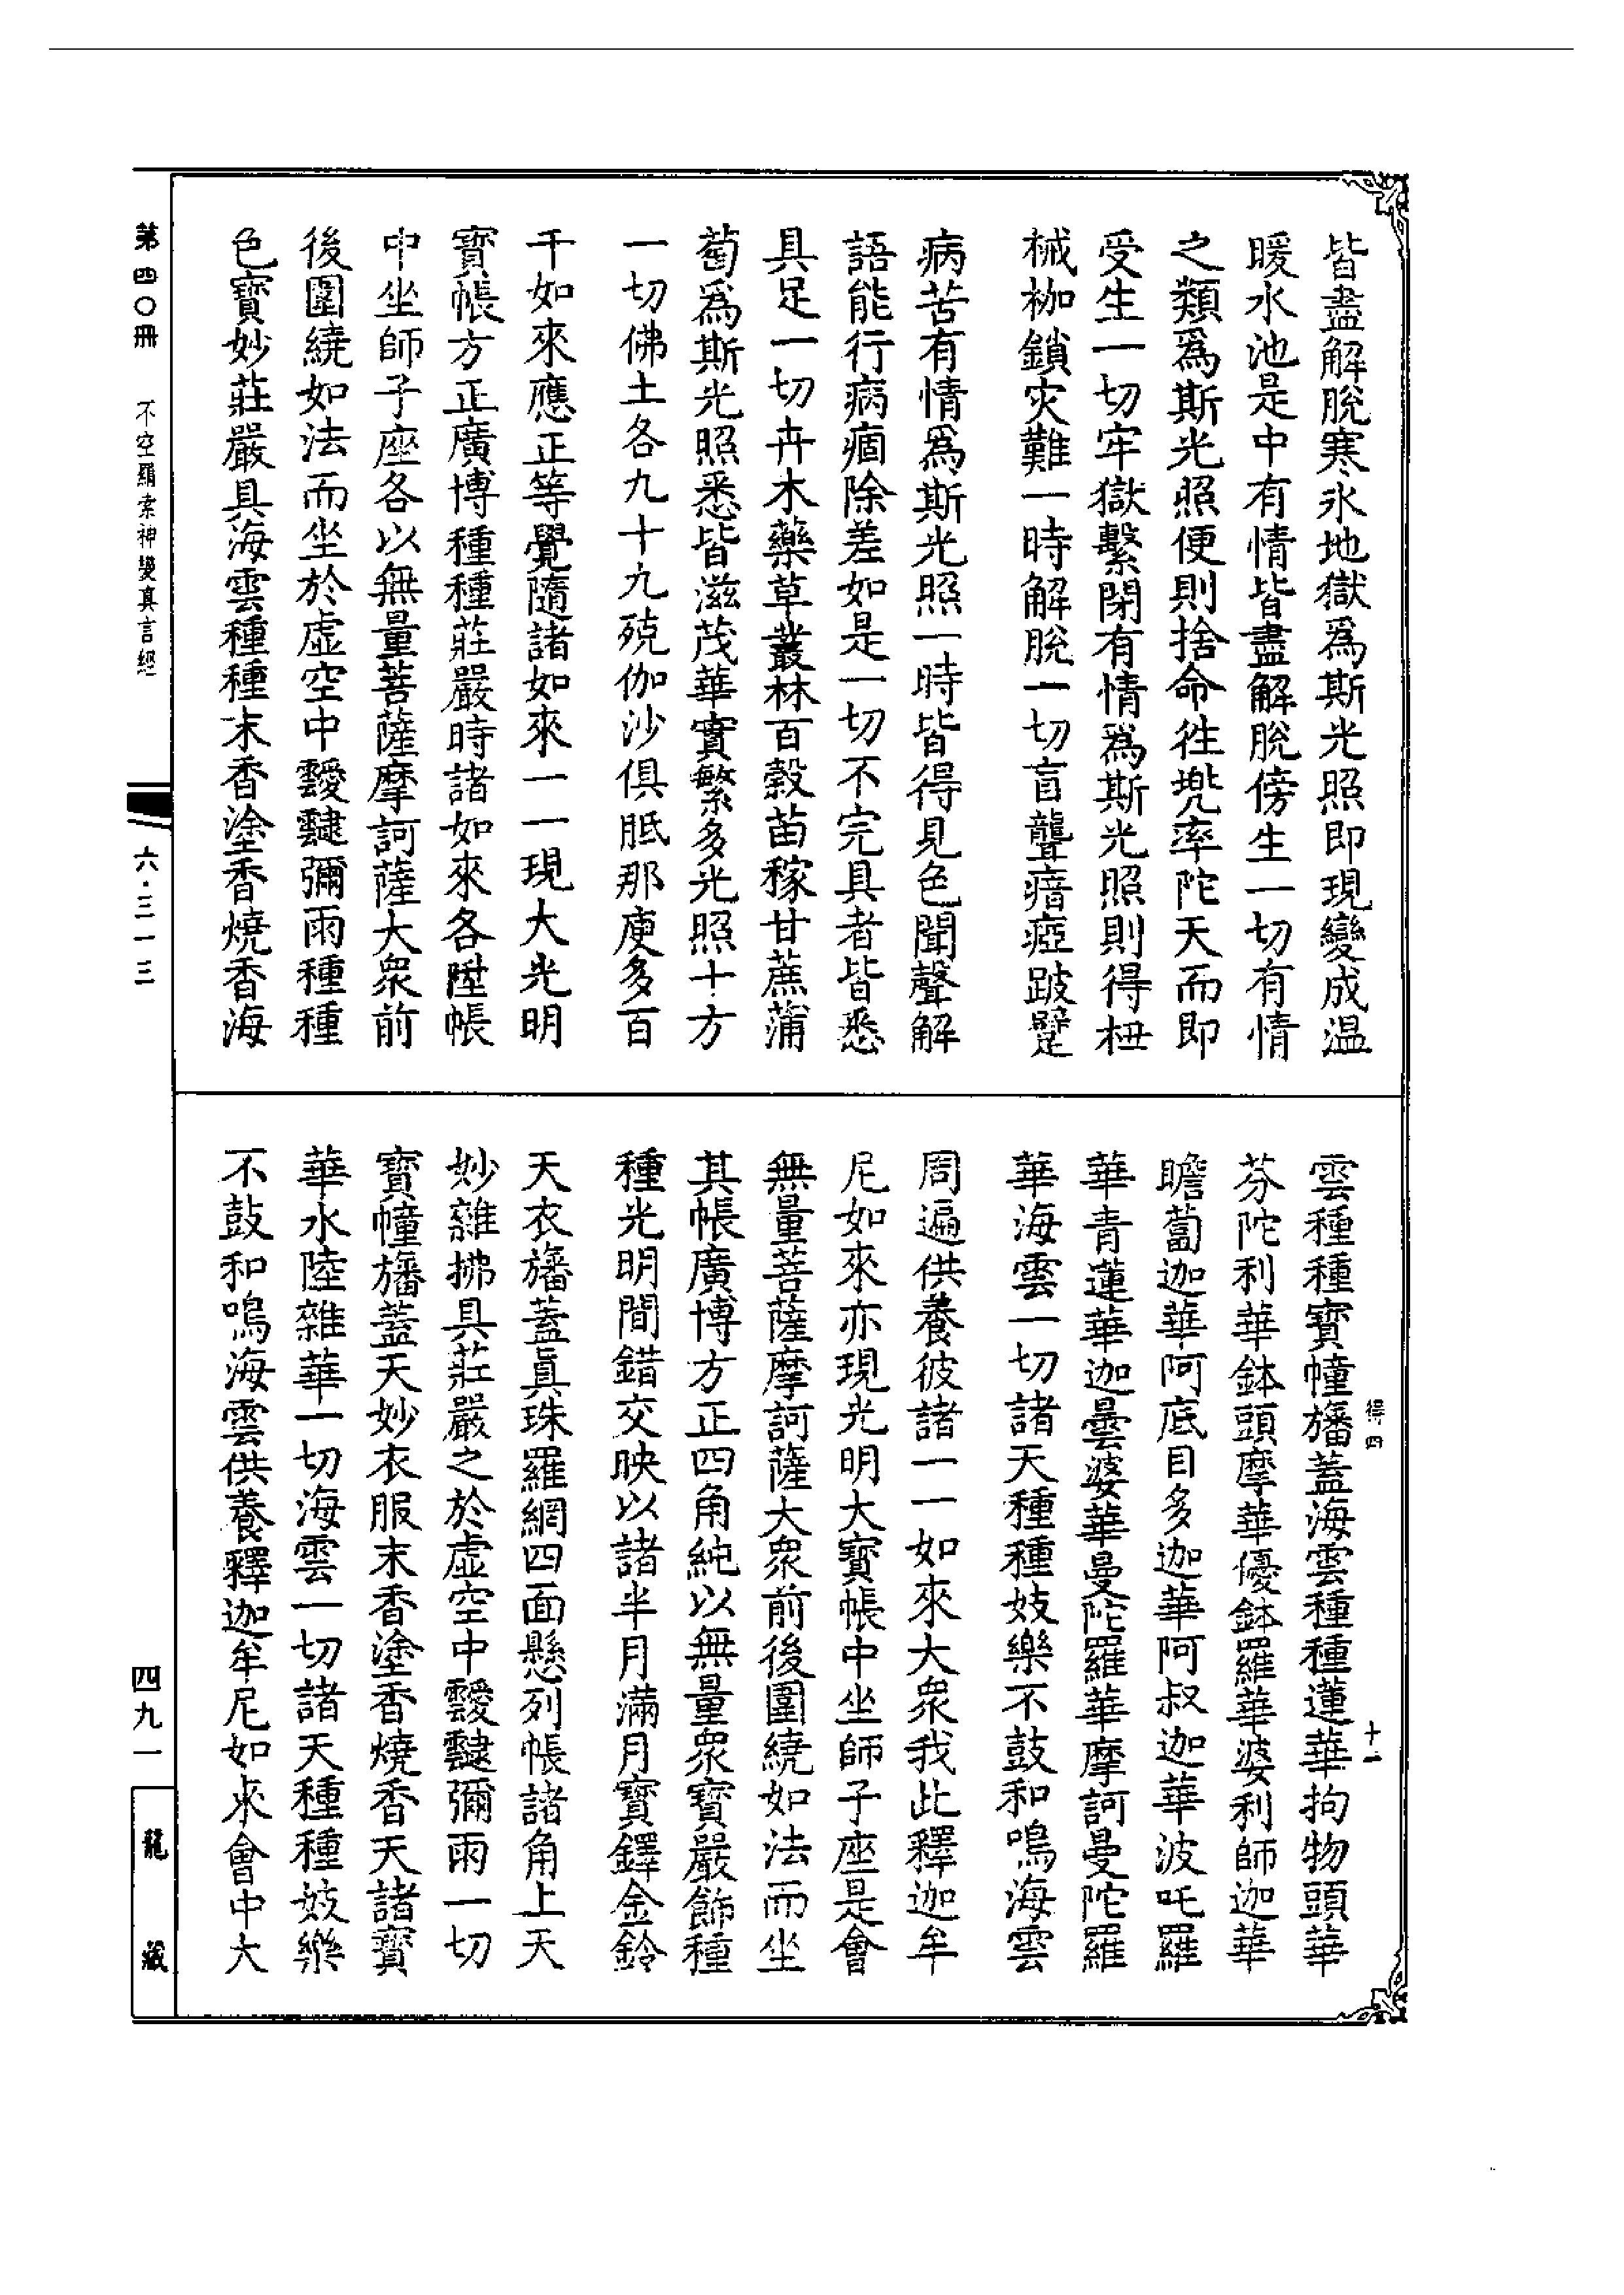 皆盡解脫寒氷地獄爲斯光照即現變成温
暖水池是中有情皆盡解脫傍生一切有情
之類爲斯光照便則捨命徃兠率陀天而即
受生一切牢獄繫閉有情爲斯光照則得杻
械枷鎖灾難一時解脫一切盲聾瘖瘂跛躄
病苦有情爲斯光照一時皆得見色聞聲解
語能行病痼除差如是一切不完具者皆悉
具足一切卉木藥草叢林百穀苗稼甘蔗蒲
萄爲斯光照悉皆滋茂華實繁多光照十方
一切佛土各九十九殑伽沙俱胝那庾多百
千如來應正等覺隨諸如來一一現大光明
寶帳方正廣博種種莊嚴時諸如來各陞帳
中坐師子座各以無量菩薩摩訶薩大衆前
後圍繞如法而坐於虚空中靉靆彌雨種種
色寶妙莊嚴具海雲種種末香塗香燒香海
雲種種寶幢旛蓋海雲種種蓮華拘物頭華
芬陀利華鉢頭摩華優鉢羅華婆利師迦華
瞻蔔迦華阿底目多迦華阿叔迦華波吒羅
華青蓮華迦曇婆華曼陀羅華摩訶曼陀羅
華海雲一切諸天種種妓樂不鼓和鳴海雲
周遍供養彼諸一一如來大衆我此釋迦牟
尼如來亦現光明大寶帳中坐師子座是會
無量菩薩摩訶薩大衆前後圍繞如法而坐
其帳廣博方正四角純以無量衆寶嚴飾種
種光明間錯交映以諸半月滿月寶鐸金鈴
天衣旛蓋眞珠羅網四面懸列帳諸角上天
妙雜拂具莊嚴之於虚空中靉靆彌雨一切
寶幢旛蓋天妙衣服末香塗香燒香天諸寶
華水陸雜華一切海雲一切諸天種種妓樂
不鼓和鳴海雲供養釋迦牟尼如來會中大
得四
十一
第四〇冊
不空羂索神變真言經
六·三一三
四九一
龍藏